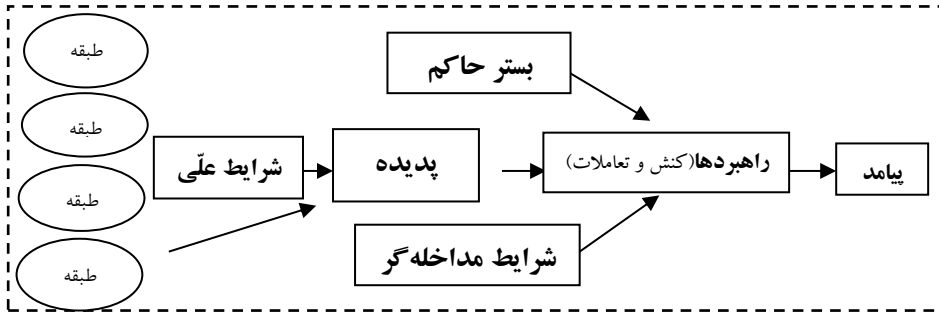 طبقه
طبقه
طبقه
طبقه
شرایط علّی
پدیده
بستر حاکم
شرایط مداخله‌گر
راهبردها(کنش و تعاملات)
پیامد